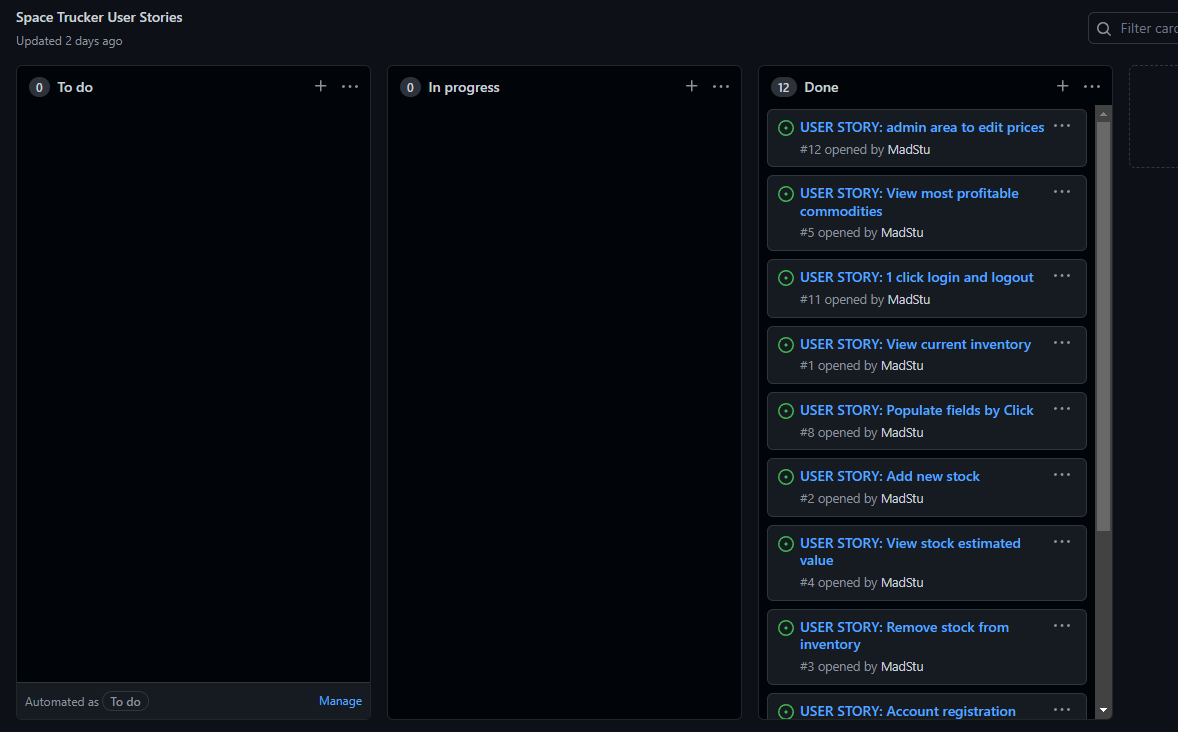 Space Trucker User Stories
Updated 2 days ago
Filter card
0 To do
0 In progress
12 Done
USER STORY: admin area to edit prices
#12 opened by MadStu
USER STORY: View most profitable
commodities
#5 opened by MadStu
USER STORY: 1 click login and logout
#11 opened by MadStu
USER STORY: View current inventory
#1 opened by MadStu
USER STORY: Populate fields by Click
#8 opened by MadStu
USER STORY: Add new stock
#2 opened by MadStu
USER STORY: View stock estimated
value
#4 opened by MadStu
USER STORY: Remove stock from
inventory
#3 opened by MadStu
USER STORY: Account registration
Automated as To do
Manage